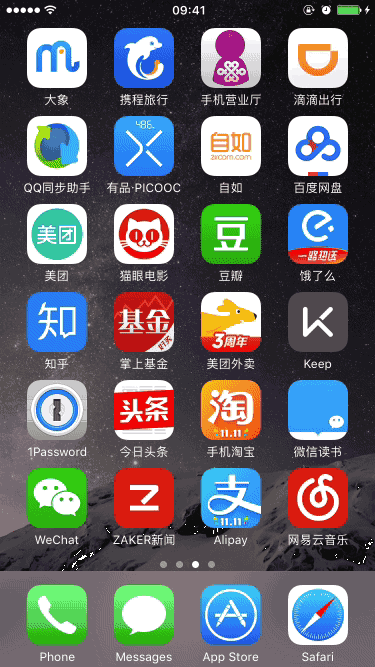 09:41
大象
携程旅行
手机营业厅
滴滴出行
486.
自如
ziroom.com
QQ同步助手
有品·PICOOC
自如
百度网盘
美团
豆
一路热送
美团
猫眼电影
豆瓣
饿了么
知
基金
好买
3周年
知乎
掌上基金
美团外卖
Keep
头条
淘
11.11
1Password
今日头条
手机淘宝
微信读书
支
11.11
WeChat
ZAKER新闻
Alipay
网易云音乐
Phone
Messages
App Store
Safari